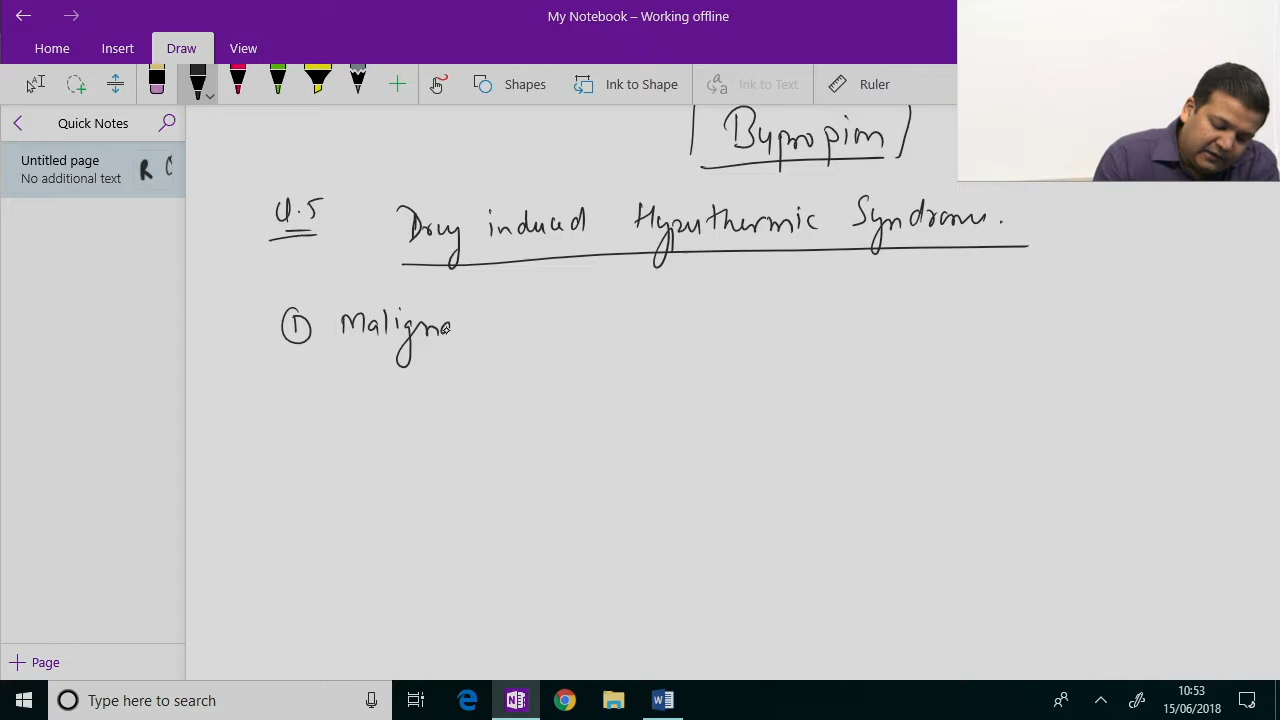 My Notebook – Working offline
Home Insert Draw View
Shapes Ink to Shape Ink to Text Ruler
Quick Notes
Untitled page
No additional text
R C
Bupropion
Q.5 Drug induced Hyperthermic Syndrome.
① Maligna
Page
Type here to search
10:53
15/06/2018